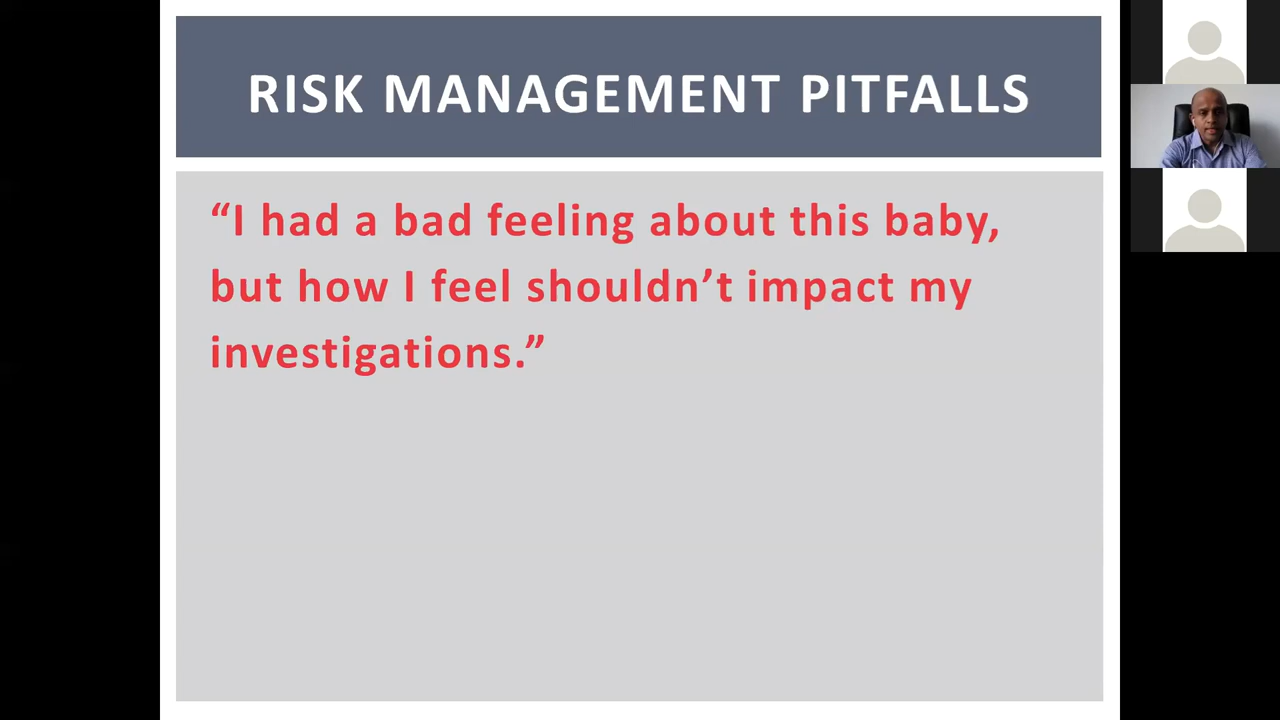 RISK MANAGEMENT PITFALLS
“I had a bad feeling about this baby,
but how I feel shouldn’t impact my
investigations.”